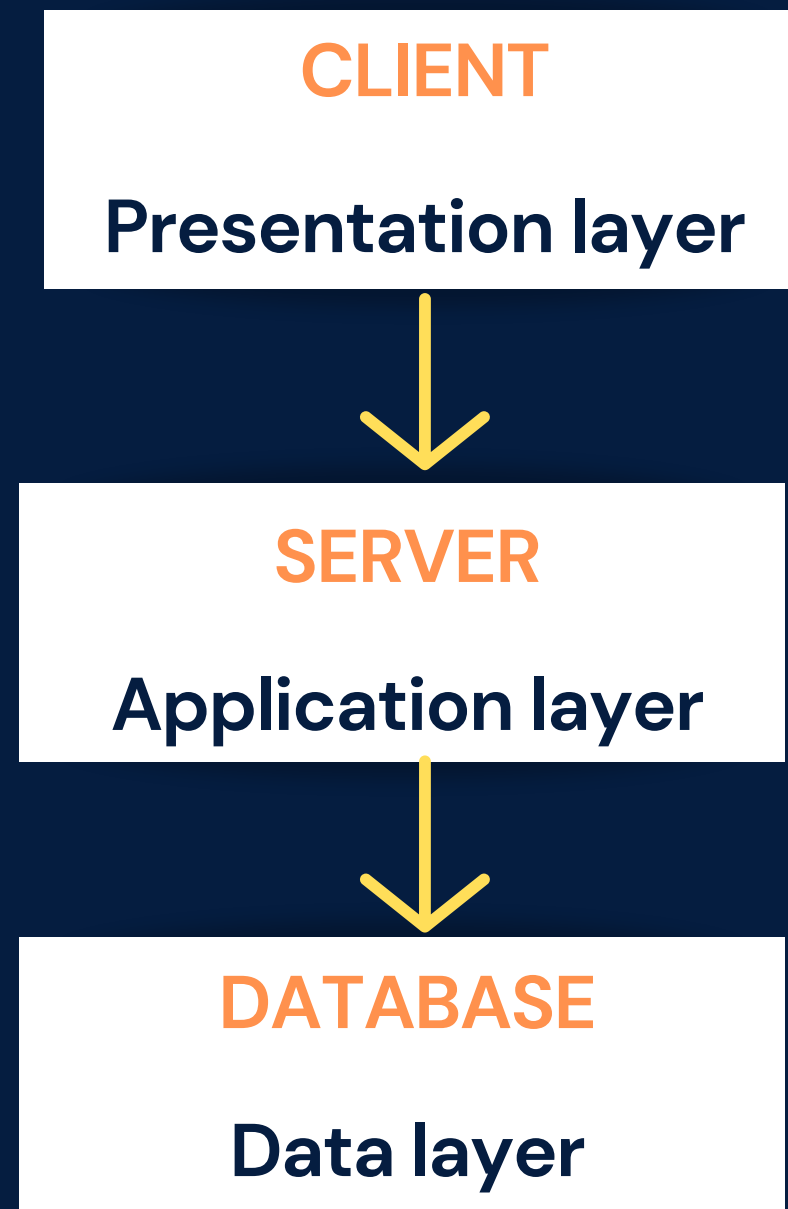 CLIENT
Presentation layer
SERVER
Application layer
DATABASE
Data layer